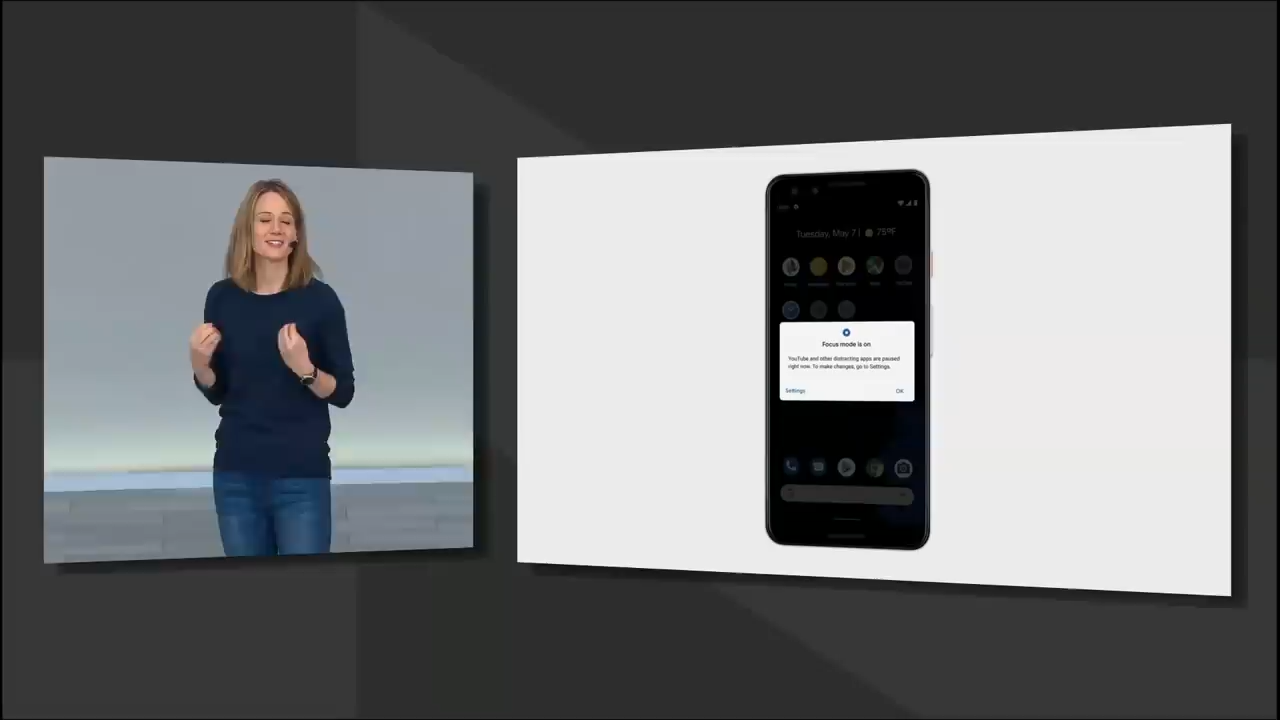 Tuesday, May 7 | 75°F
Focus mode is on
YouTube and other distracting apps are paused
right now. To make changes, go to Settings.
Settings
OK